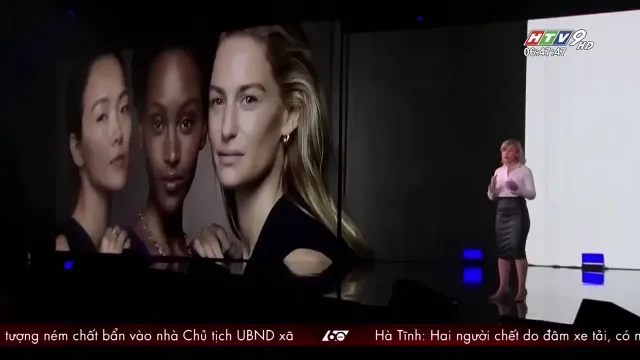 HTV9 HD
06:47:47
tượng ném chất bẩn vào nhà Chủ tịch UBND xã
60
Hà Tĩnh: Hai người chết do đâm xe tải, có n